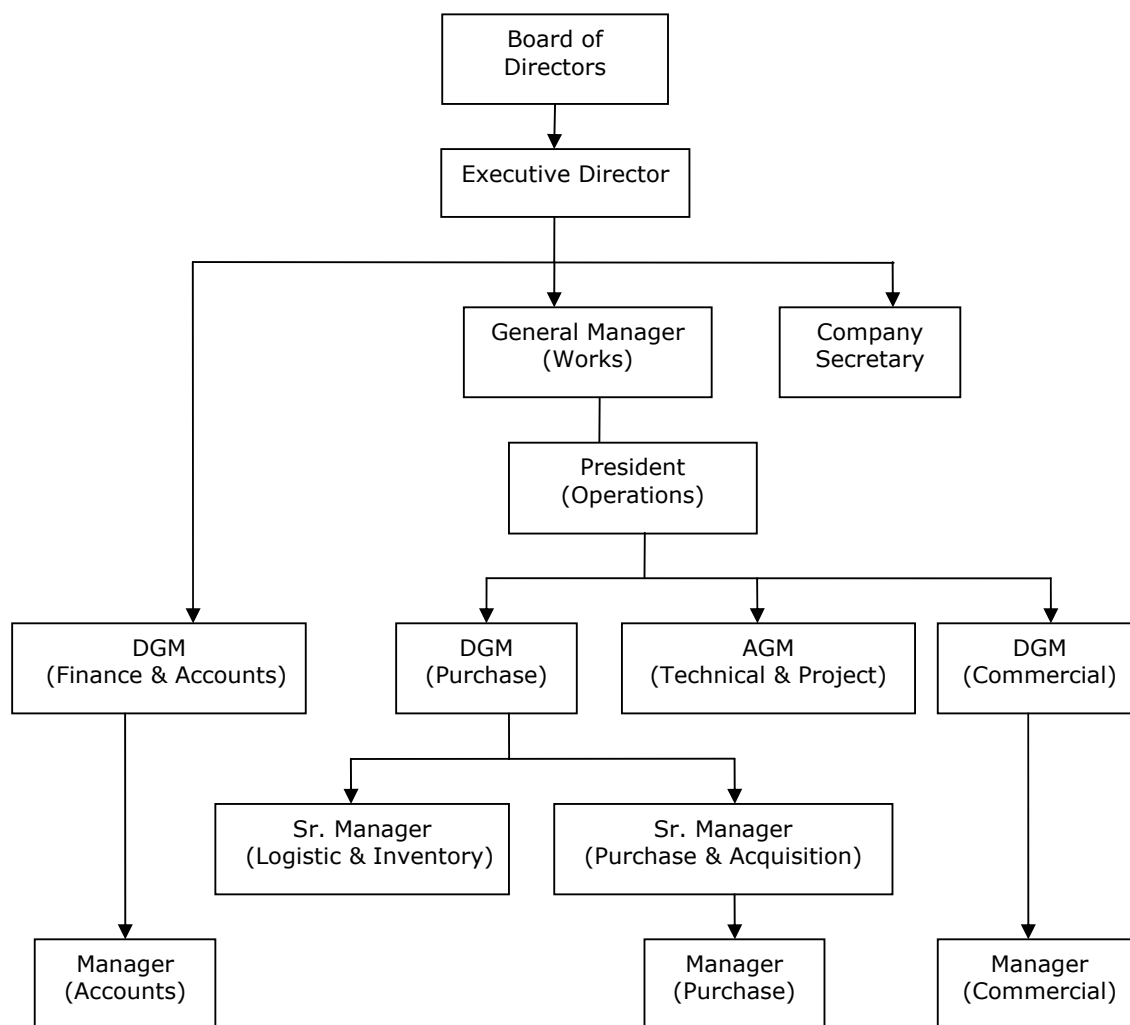 Board of
Directors
Executive Director
General Manager
(Works)
Company
Secretary
President
(Operations)
DGM
(Finance & Accounts)
DGM
(Purchase)
AGM
(Technical & Project)
DGM
(Commercial)
Sr. Manager
(Logistic & Inventory)
Sr. Manager
(Purchase & Acquisition)
Manager
(Accounts)
Manager
(Purchase)
Manager
(Commercial)